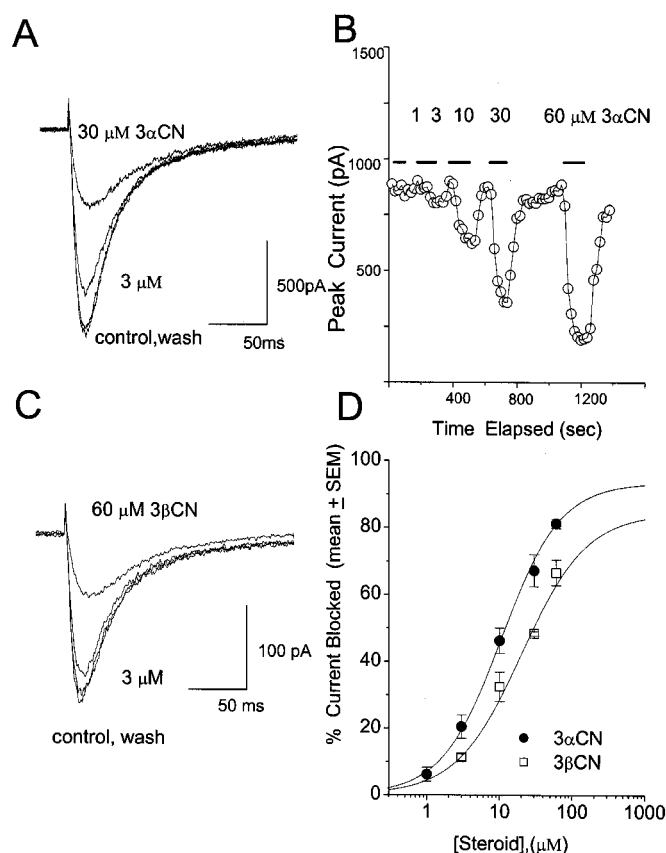 A
30 μM 3αCN
3 μM
control,wash
500pA
50ms
B
1500
1000
500
0
1 3 10 30 60 μM 3αCN
Peak Current (pA)
0 400 800 1200
Time Elapsed (sec)
C
60 μM 3βCN
3 μM
control, wash
100 pA
50 ms
D
100
80
60
40
20
0
% Current Blocked (mean ± SEM)
3αCN
3βCN
1 10 100 1000
[Steroid],(μM)